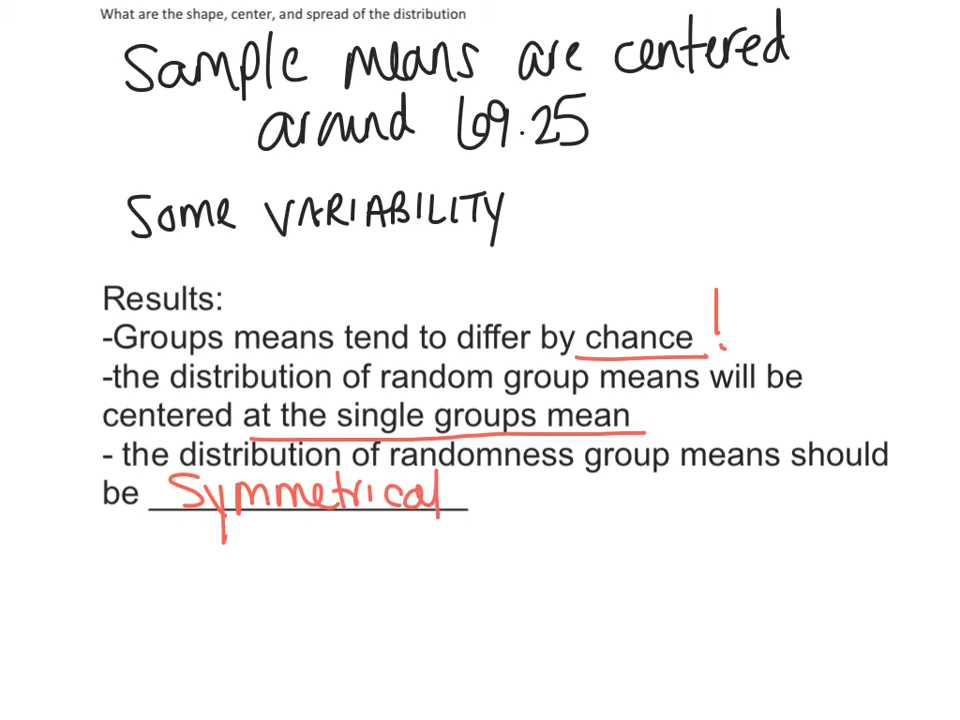 What are the shape, center, and spread of the distribution
Sample means are centered
around 69.25
Some VARIABILITY
Results:
-Groups means tend to differ by chance !
-the distribution of random group means will be
centered at the single groups mean
- the distribution of randomness group means should
be Symmetrical